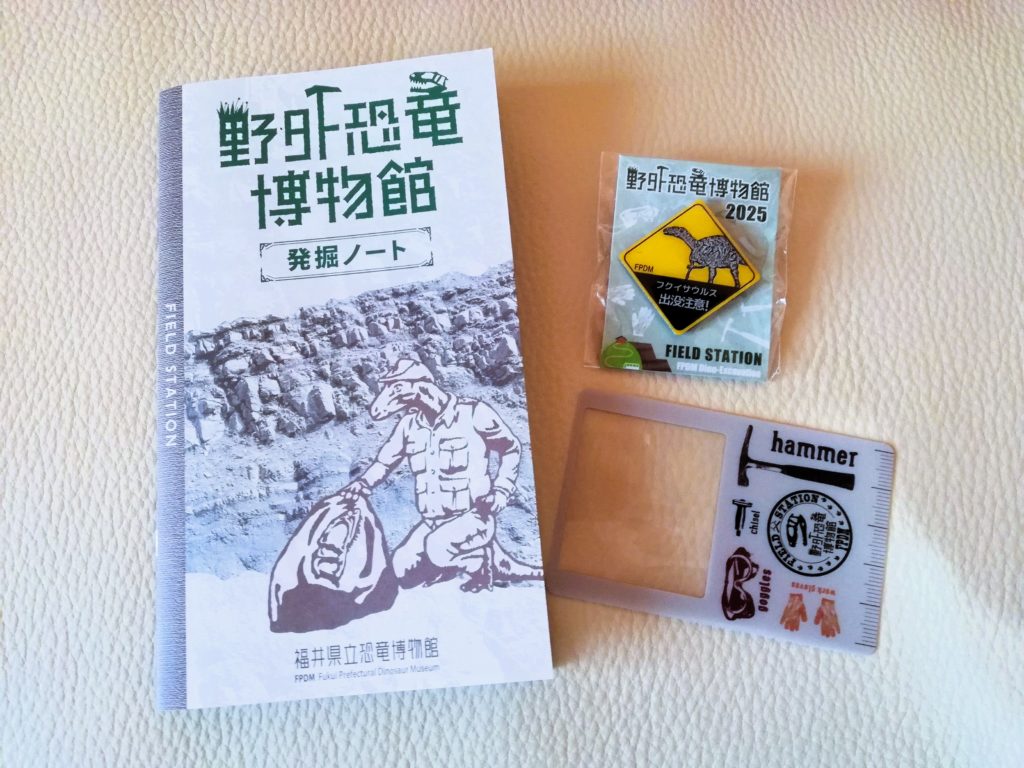 野外恐竜
博物館
発掘ノート
FIELD STATION
福井県立恐竜博物館
FPDM Fukui Prefectural Dinosaur Museum
野外恐竜博物館
2025
FPDM
フクイサウルス
出没注意!
FIELD STATION
FPDM Dino-Excavation
hammer
chisel
FIELD STATION
野外恐竜
博物館
FPDM
goggles
work gloves